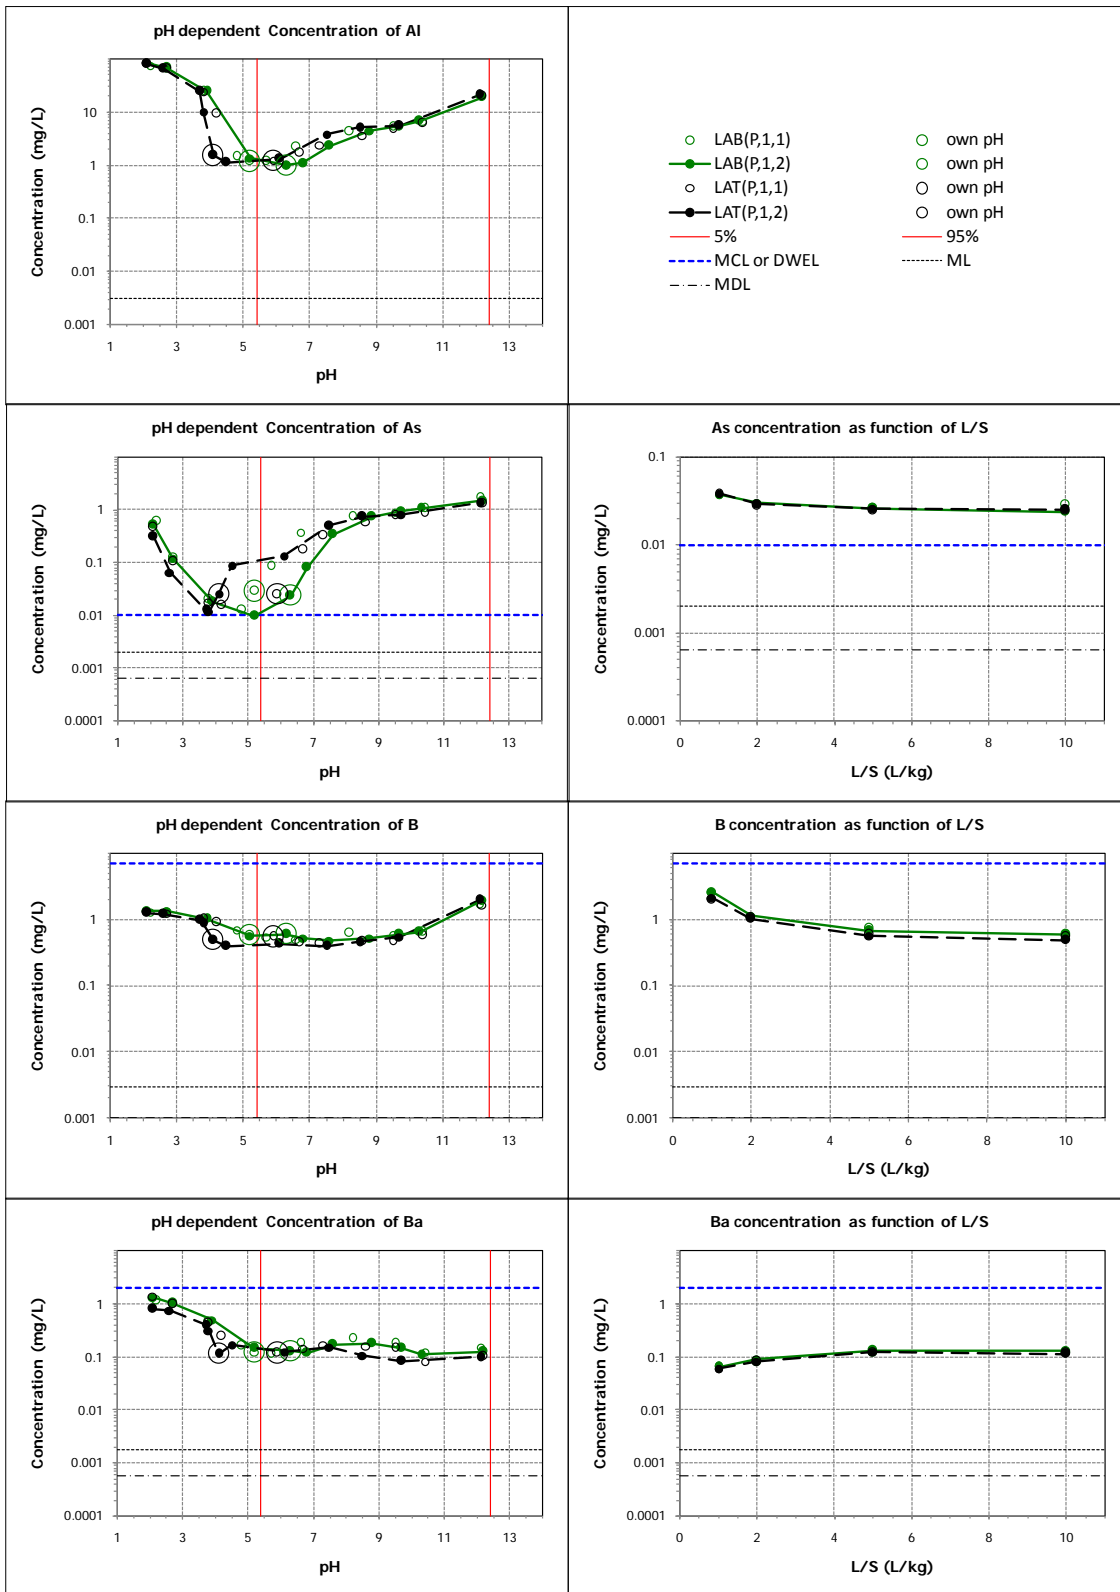 pH dependent Concentration of Al
Concentration (mg/L)
10
1
0.1
0.01
0.001
1 3 5 7 9 11 13
pH
LAB(P,1,1) own pH
LAB(P,1,2) own pH
LAT(P,1,1) own pH
LAT(P,1,2) own pH
5% 95%
MCL or DWEL ML
MDL
pH dependent Concentration of As
Concentration (mg/L)
1
0.1
0.01
0.001
0.0001
1 3 5 7 9 11 13
pH
As concentration as function of L/S
Concentration (mg/L)
0.1
0.01
0.001
0.0001
0 2 4 6 8 10
L/S (L/kg)
pH dependent Concentration of B
Concentration (mg/L)
1
0.1
0.01
0.001
1 3 5 7 9 11 13
pH
B concentration as function of L/S
Concentration (mg/L)
1
0.1
0.01
0.001
0 2 4 6 8 10
L/S (L/kg)
pH dependent Concentration of Ba
Concentration (mg/L)
1
0.1
0.01
0.001
0.0001
1 3 5 7 9 11 13
pH
Ba concentration as function of L/S
Concentration (mg/L)
1
0.1
0.01
0.001
0.0001
0 2 4 6 8 10
L/S (L/kg)